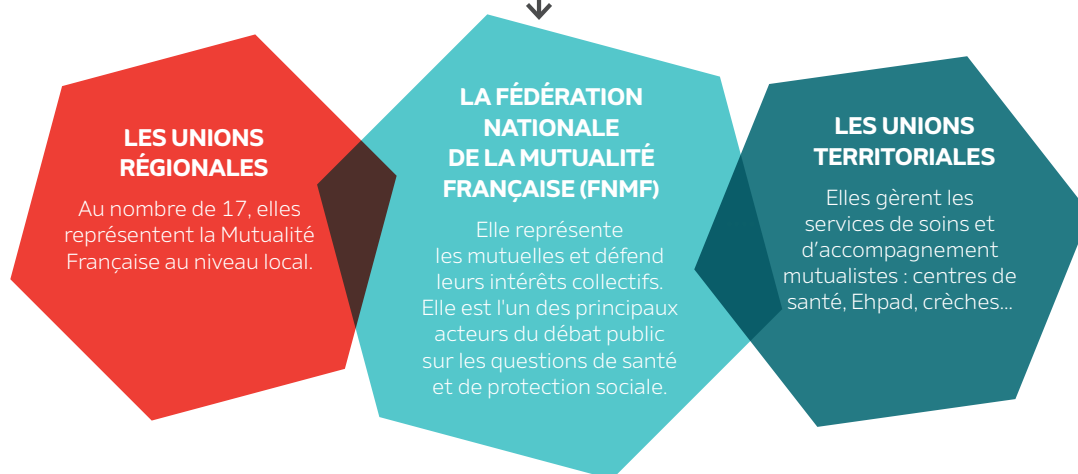 LES UNIONS
RÉGIONALES
Au nombre de 17, elles
représentent la Mutualité
Française au niveau local.
LA FÉDÉRATION
NATIONALE
DE LA MUTUALITÉ
FRANÇAISE (FNMF)
Elle représente
les mutuelles et défend
leurs intérêts collectifs.
Elle est l'un des principaux
acteurs du débat public
sur les questions de santé
et de protection sociale.
LES UNIONS
TERRITORIALES
Elles gèrent les
services de soins et
d'accompagnement
mutualistes : centres de
santé, Ehpad, crèches...